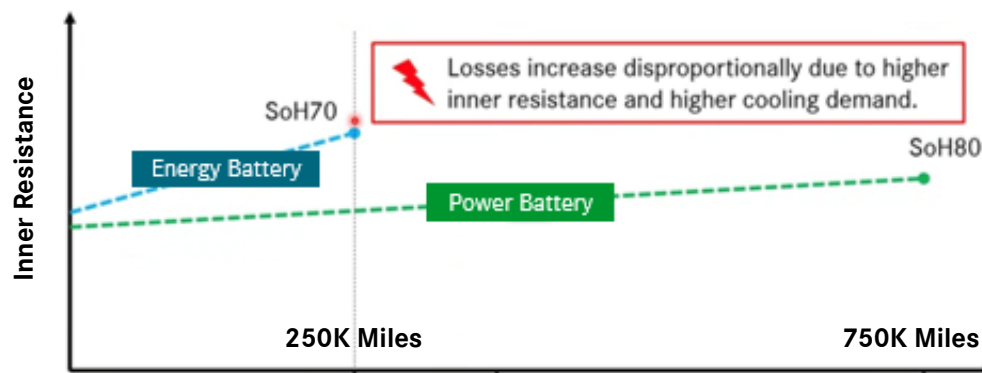 Losses increase disproportionally due to higher
inner resistance and higher cooling demand.
SoH70
SoH80
Energy Battery
Power Battery
Inner Resistance
250K Miles
750K Miles